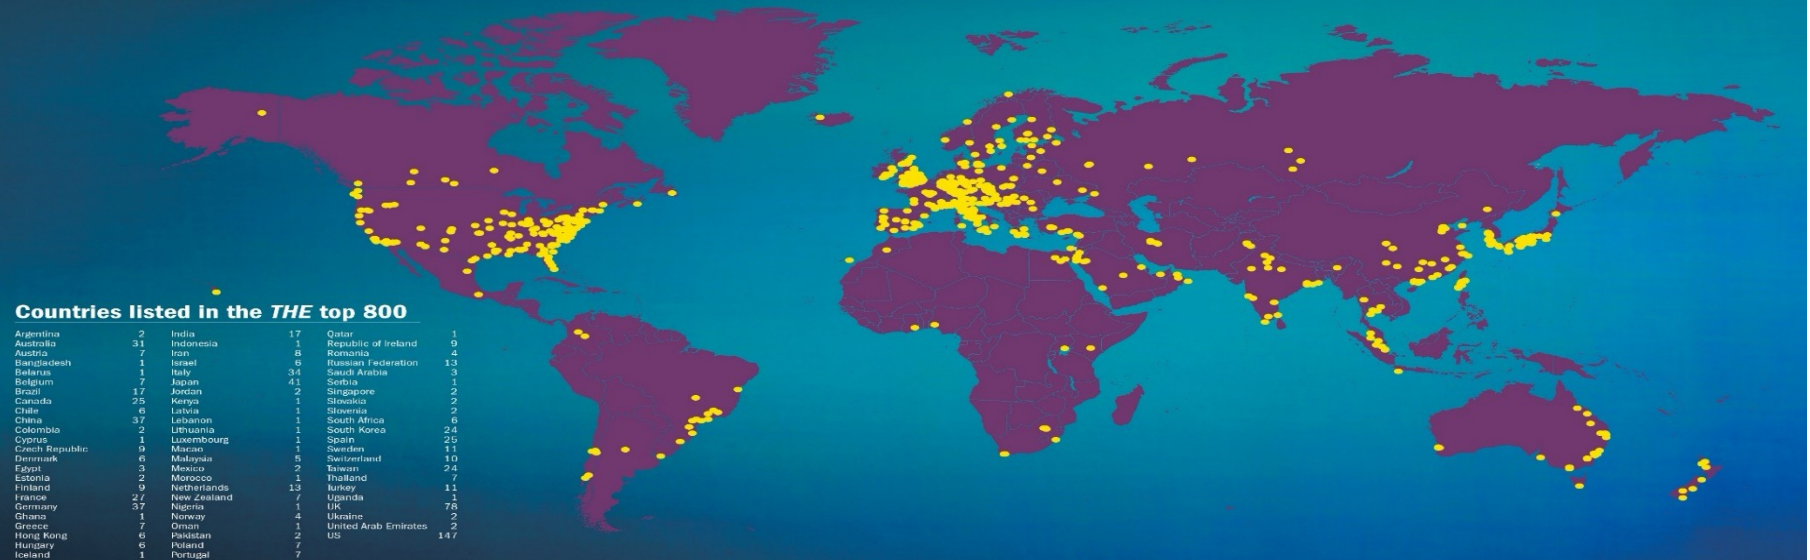 Countries listed in the THE top 800
Argentina 2
Australia 31
Austria 7
Bangladesh 1
Belarus 1
Belgium 7
Brazil 17
Canada 25
Chile 6
China 37
Colombia 2
Cyprus 1
Czech Republic 9
Denmark 6
Egypt 3
Estonia 2
Finland 9
France 27
Germany 37
Ghana 1
Greece 7
Hong Kong 6
Hungary 6
Iceland 1
India 17
Indonesia 1
Iran 8
Israel 6
Italy 34
Japan 41
Jordan 2
Kenya 1
Latvia 1
Lebanon 1
Lithuania 1
Luxembourg 1
Macao 1
Malaysia 5
Mexico 2
Morocco 1
Netherlands 13
New Zealand 7
Nigeria 1
Norway 4
Oman 1
Pakistan 2
Poland 7
Portugal 7
Qatar 1
Republic of Ireland 9
Romania 4
Russian Federation 13
Saudi Arabia 3
Serbia 1
Singapore 2
Slovakia 2
Slovenia 2
South Africa 6
South Korea 24
Spain 25
Sweden 11
Switzerland 10
Taiwan 24
Thailand 7
Turkey 11
Uganda 1
UK 78
Ukraine 2
United Arab Emirates 2
US 147